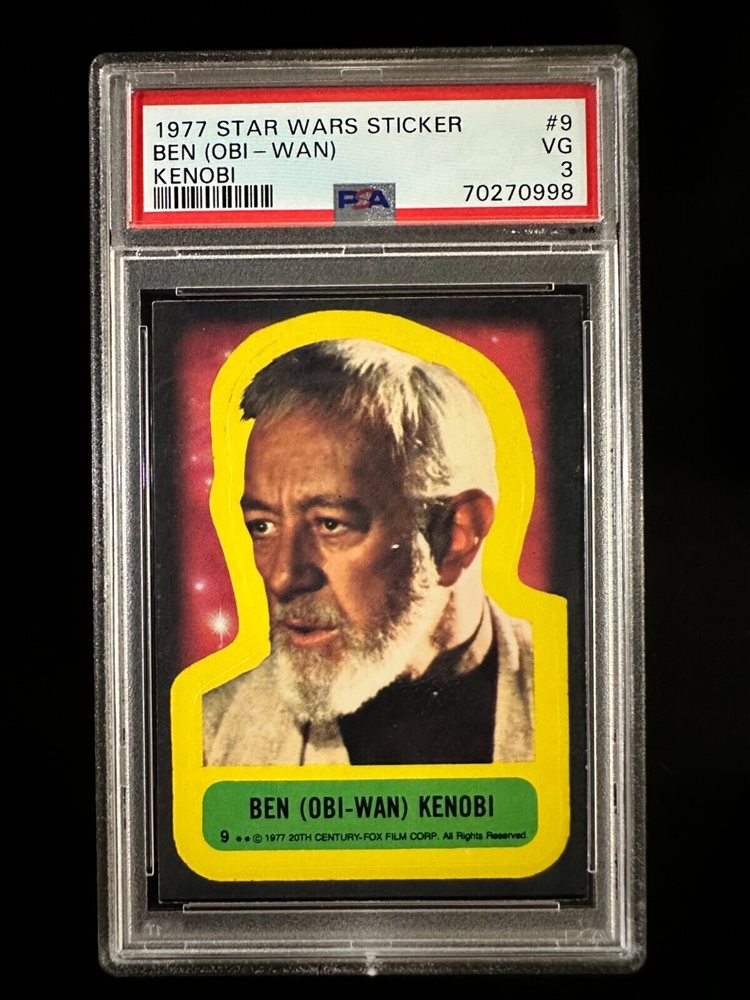 1977 STAR WARS STICKER #9
BEN (OBI-WAN) VG
KENOBI 3
PSA 70270998
BEN (OBI-WAN) KENOBI
9 ** © 1977 20TH CENTURY-FOX FILM CORP. All Rights Reserved.